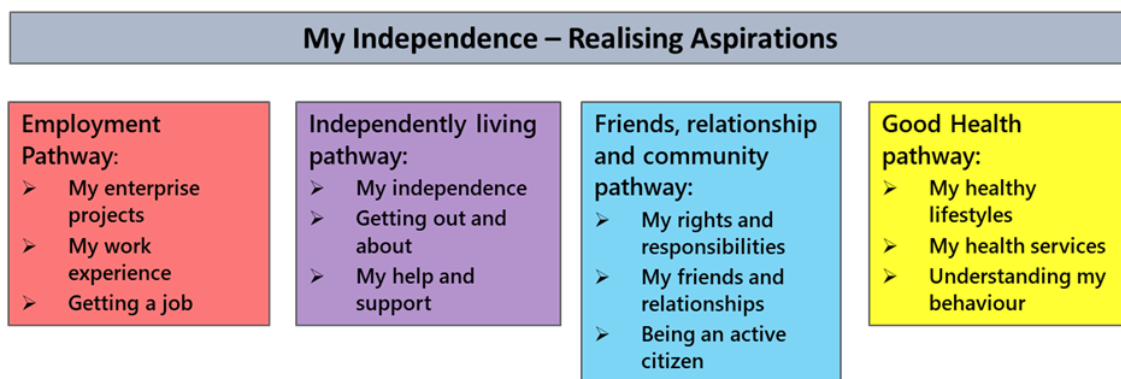 My Independence – Realising Aspirations
Employment
Pathway:
➢ My enterprise
projects
➢ My work
experience
➢ Getting a job
Independently living
pathway:
➢ My independence
➢ Getting out and
about
➢ My help and
support
Friends, relationship
and community
pathway:
➢ My rights and
responsibilities
➢ My friends and
relationships
➢ Being an active
citizen
Good Health
pathway:
➢ My healthy
lifestyles
➢ My health services
➢ Understanding my
behaviour